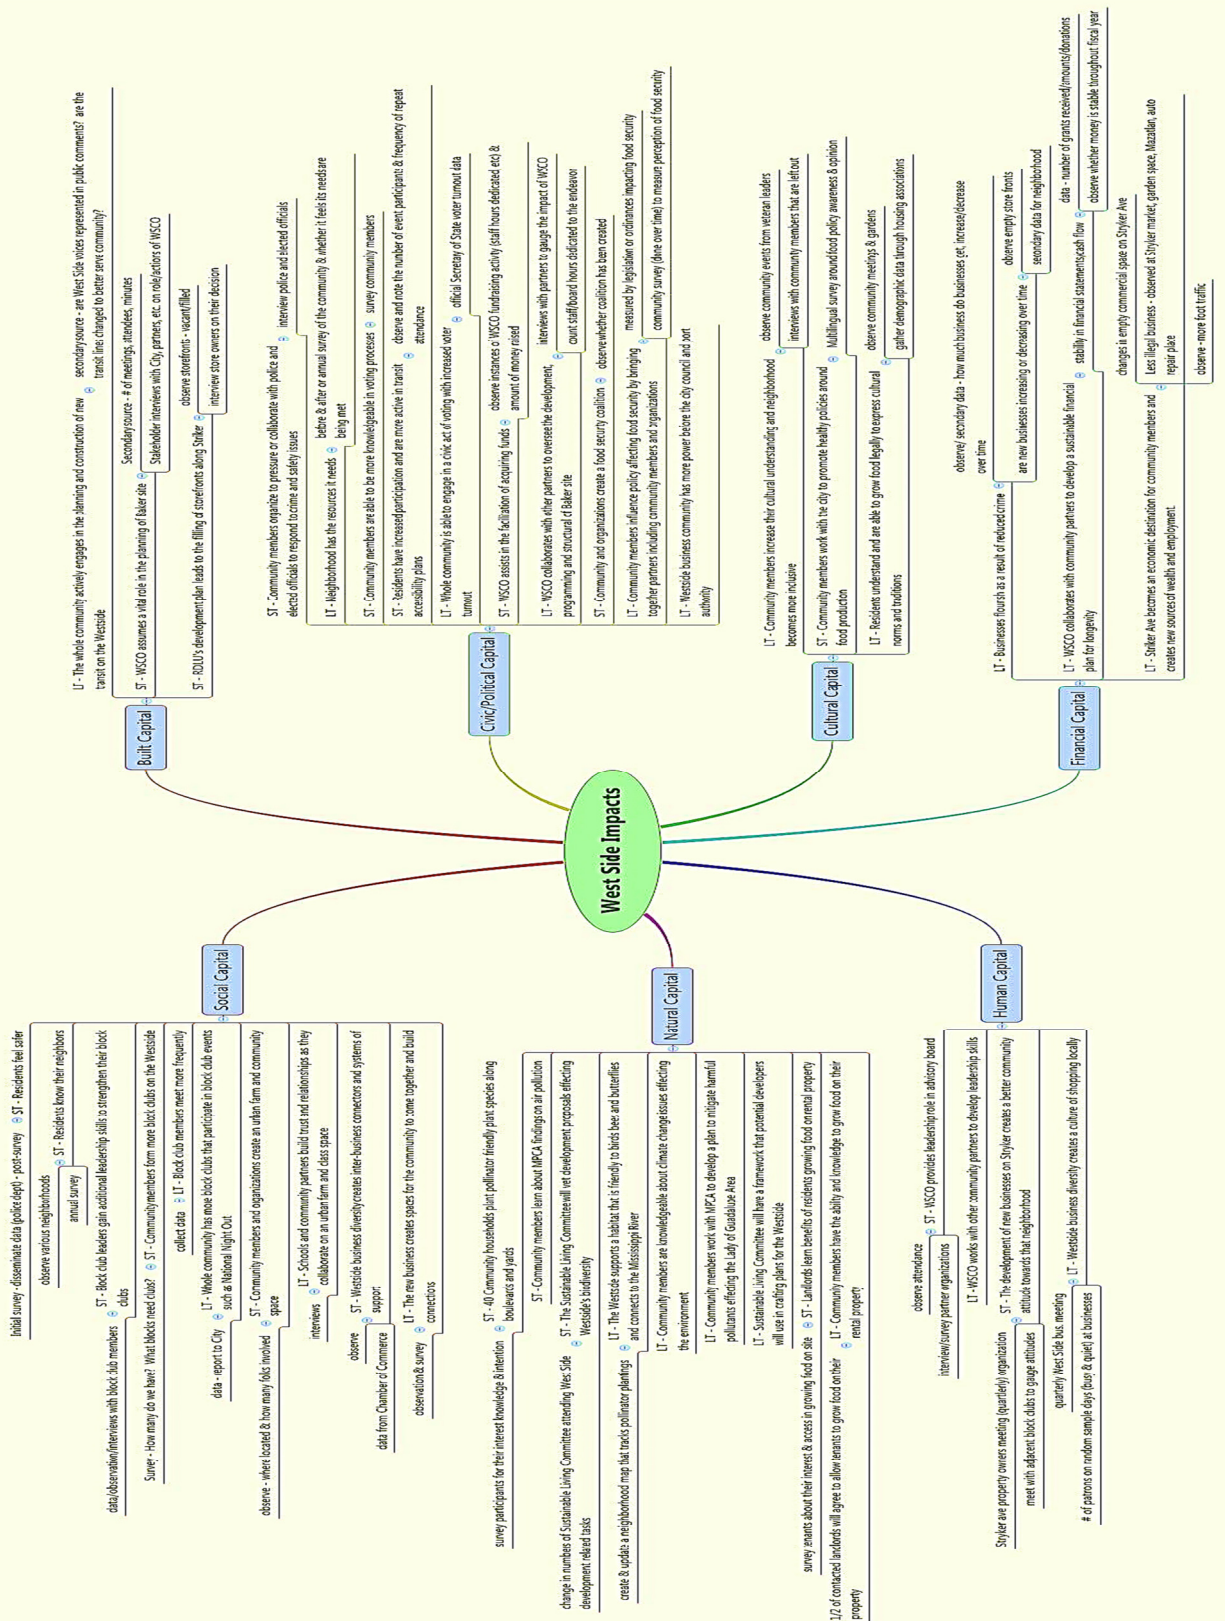 West Side Impacts
Social Capital
Initial survey - disseminate data (police dept) - post-survey
ST - Residents feel safer
observe various neighborhoods
annual survey
ST - Residents know their neighbors
data/observation/interviews with block club members
ST - Block club leaders gain additional leadership skills to strengthen their block
clubs
Survey - How many do we have? What blocks need clubs?
ST - Community members form more block clubs on the Westside
collect data
LT - Block club members meet more frequently
data - report to City
LT - Whole community has more block clubs that participate in block club events
such as National Night Out
observe - where located & how many folks involved
ST - Community members and organizations create an urban farm and community
space
interviews
LT - Schools and community partners build trust and relationships as they
collaborate on an urban farm and class space
observe
data from Chamber of Commerce
ST - Westside business diversity creates inter-business connectors and systems of
support
observation & survey
LT - The new business creates spaces for the community to come together and build
connections
Natural Capital
survey participants for their interest knowledge & intention
ST - 40 Community households plant pollinator friendly plant species along
boulevards and yards
ST - Community members learn about MPCA findings on air pollution
change in numbers of Sustainable Living Committee attending West Side
development related tasks
ST - The Sustainable Living Committee will vet development proposals effecting
Westside's biodiversity
create & update a neighborhood map that tracks pollinator plantings
LT - The Westside supports a habitat that is friendly to birds bees and butterflies
and connects to the Mississippi River
LT - Community members are knowledgeable about climate change issues effecting
the environment
LT - Community members work with MPCA to develop a plan to mitigate harmful
pollutants effecting the Lady of Guadalupe Area
LT - Sustainable Living Committee will have a framework that potential developers
will use in crafting plans for the Westside
survey tenants about their interest & access in growing food on site
ST - Landlords learn benefits of residents growing food on rental property
1/2 of contacted landlords will agree to allow tenants to grow food on their
property
LT - Community members have the ability and knowledge to grow food on their
rental property
Human Capital
observe attendance
interview/survey partner organizations
ST - WSCO provides leadership role in advisory board
LT - WSCO works with other community partners to develop leadership skills
Stryker ave property owners meeting (quarterly) organization
meet with adjacent block clubs to gauge attitudes
ST - The development of new businesses on Stryker creates a better community
attitude towards that neighborhood
quarterly West Side bus. meeting
# of patrons on random sample days (busy & quiet) at businesses
LT - Westside business diversity creates a culture of shopping locally
Built Capital
LT - The whole community actively engages in the planning and construction of new
transit on the Westside
secondary source - are West Side voices represented in public comments? are the
transit lines changed to better serve community?
ST - WSCO assumes a vital role in the planning of Baker site
Secondary source - # of meetings, attendees, minutes
Stakeholder interviews with City, partners, etc. on role/actions of WSCO
ST - RDLU's development plan leads to the filling of storefronts along Striker
observe storefronts - vacant/filled
interview store owners on their decision
Civic/Political Capital
ST - Community members organize to pressure or collaborate with police and
elected officials to respond to crime and safety issues
interview police and elected officials
LT - Neighborhood has the resources it needs
before & after or annual survey of the community & whether it feels its needs are
being met
ST - Community members are able to be more knowledgeable in voting processes
survey community members
ST - Residents have increased participation and are more active in transit
accessibility plans
observe and note the number of event participants & frequency of repeat
attendance
LT - Whole community is able to engage in a civic act of voting with increased voter
turnout
official Secretary of State voter turnout data
ST - WSCO assists in the facilitation of acquiring funds
observe instances of WSCO fundraising activity (staff hours dedicated etc) &
amount of money raised
LT - WSCO collaborates with other partners to oversee the development,
programming and structural of Baker site
interviews with partners to gauge the impact of WSCO
count staff/board hours dedicated to the endeavor
ST - Community and organizations create a food security coalition
observe whether coalition has been created
LT - Community members influence policy affecting food security by bringing
together partners including community members and organizations
measured by legislation or ordinances impacting food security
community survey (done over time) to measure perception of food security
LT - Westside business community has more power before the city council and port
authority
Cultural Capital
LT - Community members increase their cultural understanding and neighborhood
becomes more inclusive
observe community events from veteran leaders
interviews with community members that are left out
ST - Community members work with the city to promote healthy policies around
food production
Multilingual survey around food policy awareness & opinion
LT - Residents understand and are able to grow food legally to express cultural
norms and traditions
observe community meetings & gardens
gather demographic data through housing associations
Financial Capital
LT - Businesses flourish as a result of reduced crime
observe/ secondary data - how much business do businesses get, increase/decrease
over time
are new businesses increasing or decreasing over time
observe empty store fronts
secondary data for neighborhood
LT - WSCO collaborates with community partners to develop a sustainable financial
plan for longevity
stability in financial statements,cash flow
data - number of grants received/amounts/donations
observe whether money is stable throughout fiscal year
LT - Striker Ave becomes an economic destination for community members and
creates new sources of wealth and employment
changes in empty commercial space on Stryker Ave
Less illegal business - observed at Stryker market, garden space, Mazatlan, auto
repair place
observe - more foot traffic